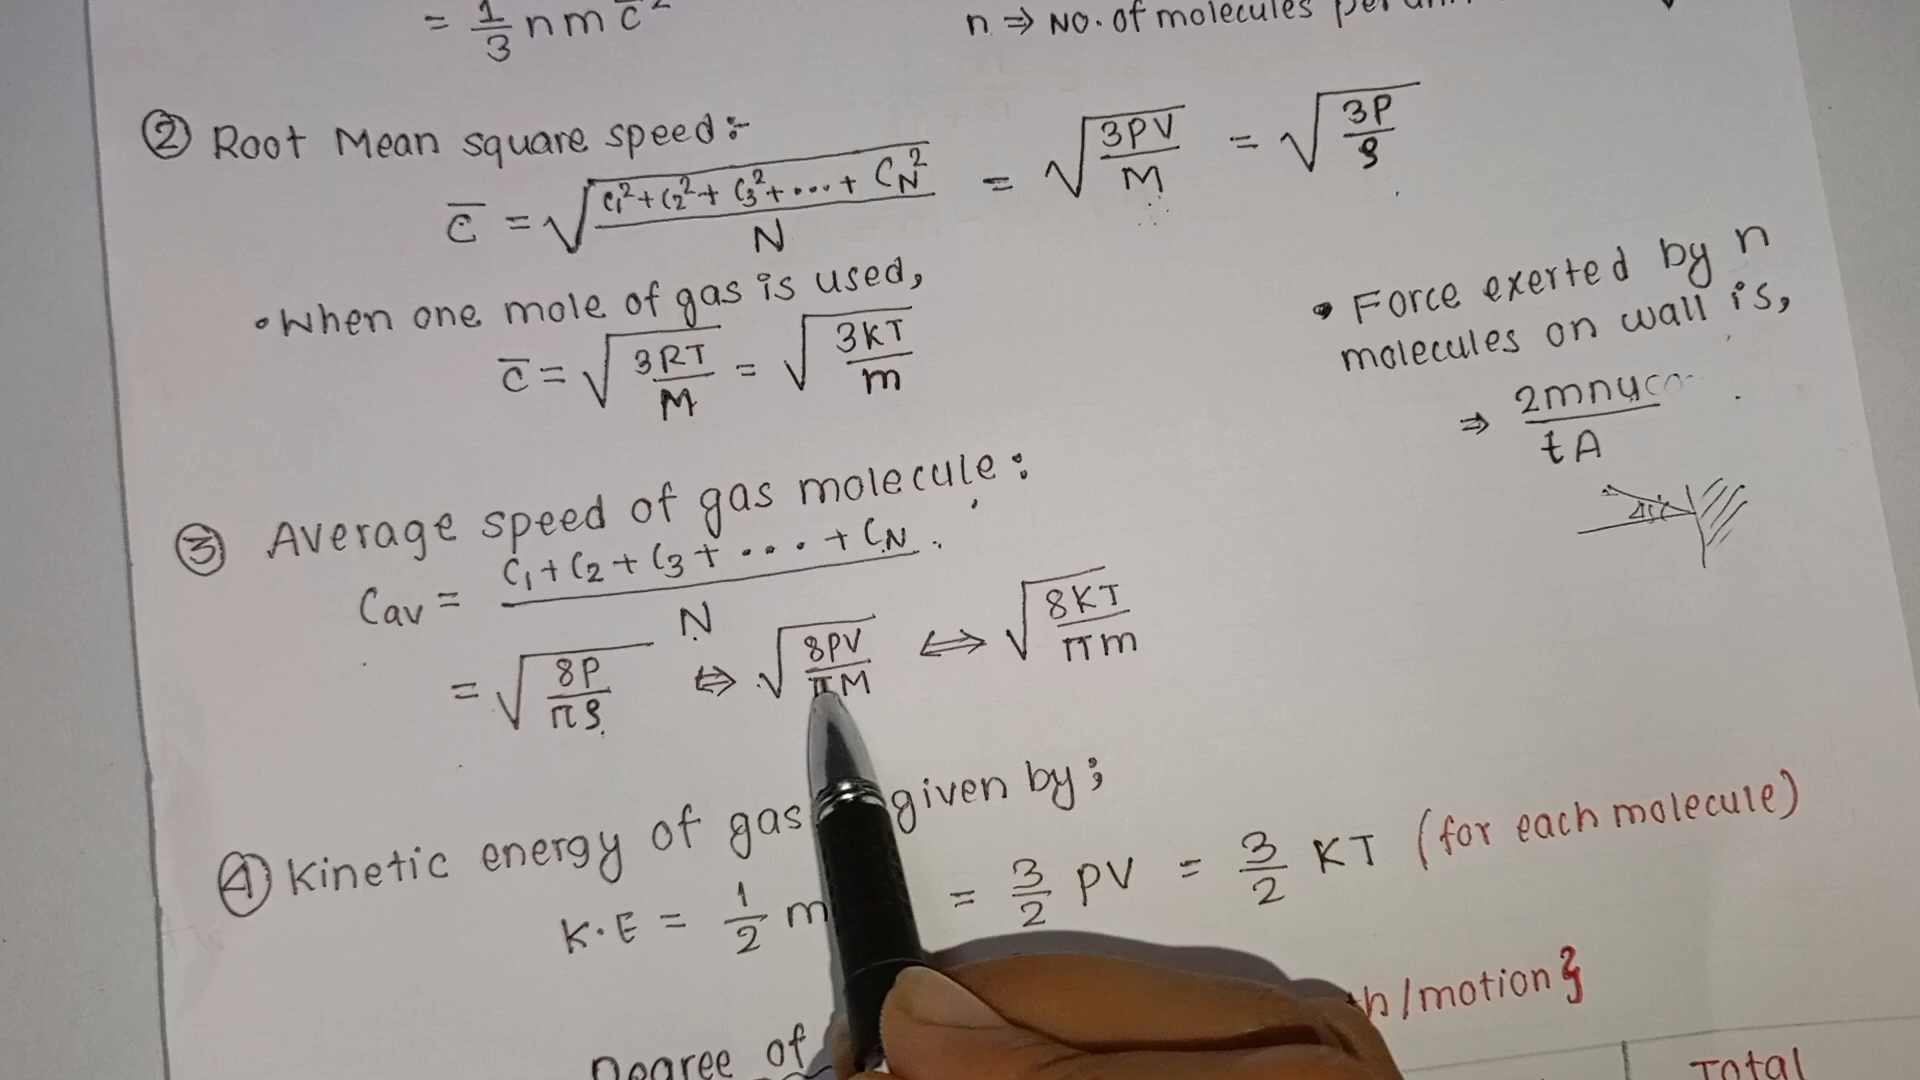 = 1/3 n m c̄²
n ⇒ No. of molecules per
② Root Mean square speed :-
c̄ = √((c₁² + c₂² + c₃² + .... + C_N²)/N) = √(3PV/M) = √(3P/ρ)
• When one mole of gas is used,
c̄ = √(3RT/M) = √(3KT/m)
• Force exerted by n
molecules on wall is,
⇒ 2mnu/tA
③ Average speed of gas molecule :
Cav = (C₁ + C₂ + C₃ + .... + C_N)/N
= √(8P/πρ) ⇔ √(8PV/πM) ⇔ √(8KT/πm)
④ Kinetic energy of gas given by;
K.E = 1/2 m = 3/2 PV = 3/2 KT (for each molecule)
/motion}
Degree of
Total